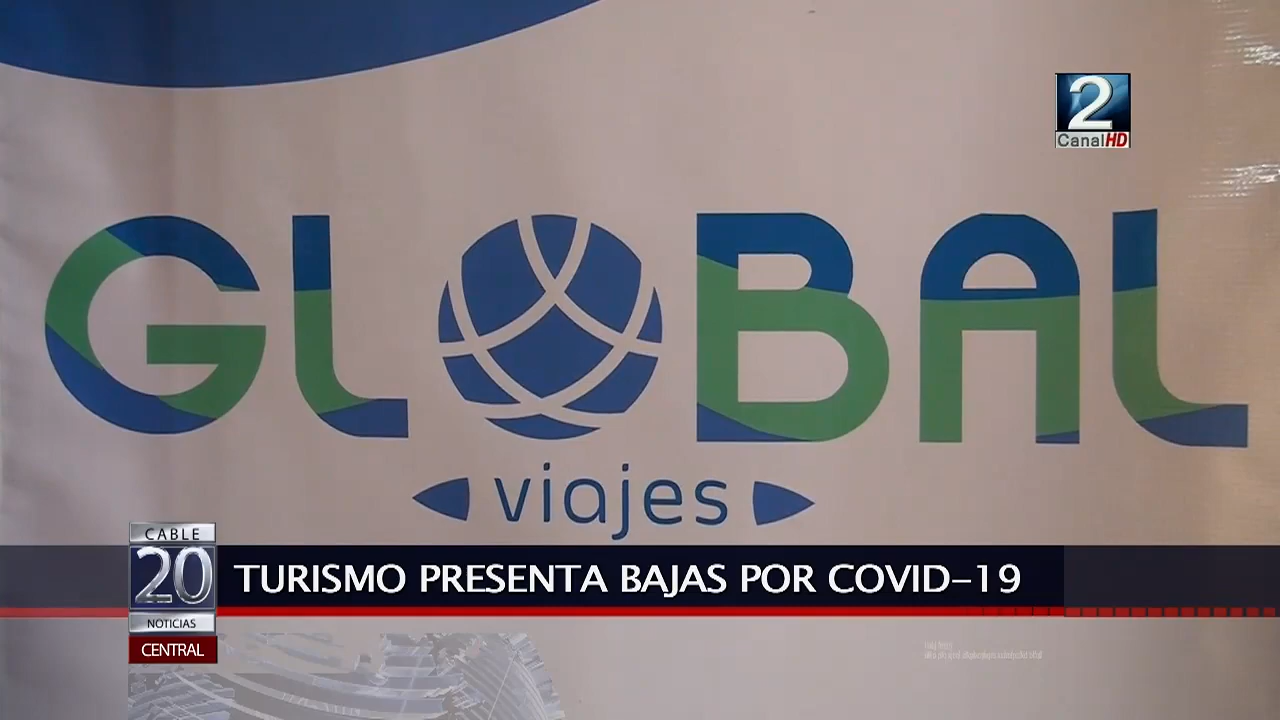 2
Canal HD
GLOBAL
viajes
CABLE
20
NOTICIAS
CENTRAL
TURISMO PRESENTA BAJAS POR COVID-19